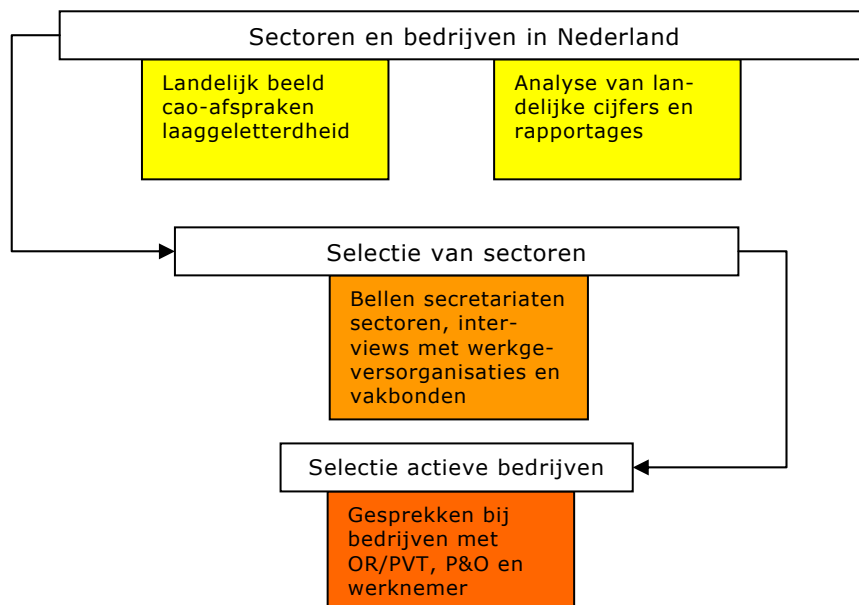 Sectoren en bedrijven in Nederland
Landelijk beeld
cao-afspraken
laaggeletterdheid
Analyse van lan-
delijke cijfers en
rapportages
Selectie van sectoren
Bellen secretariaten
sectoren, inter-
views met werkge-
versorganisaties en
vakbonden
Selectie actieve bedrijven
Gesprekken bij
bedrijven met
OR/PVT, P&O en
werknemer